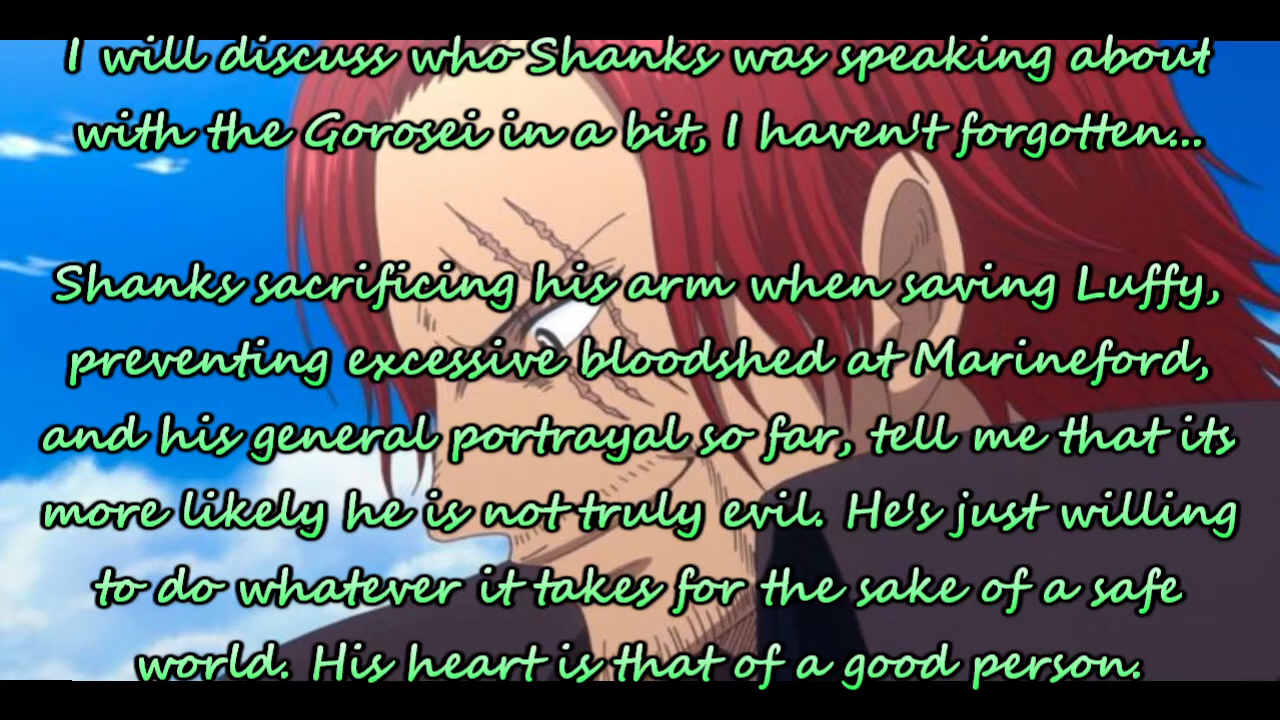 I will discuss who Shanks was speaking about
with the Gorosei in a bit, I haven't forgotten...
Shanks sacrificing his arm when saving Luffy,
preventing excessive bloodshed at Marineford,
and his general portrayal so far, tell me that its
more likely he is not truly evil. He's just willing
to do whatever it takes for the sake of a safe
world. His heart is that of a good person.